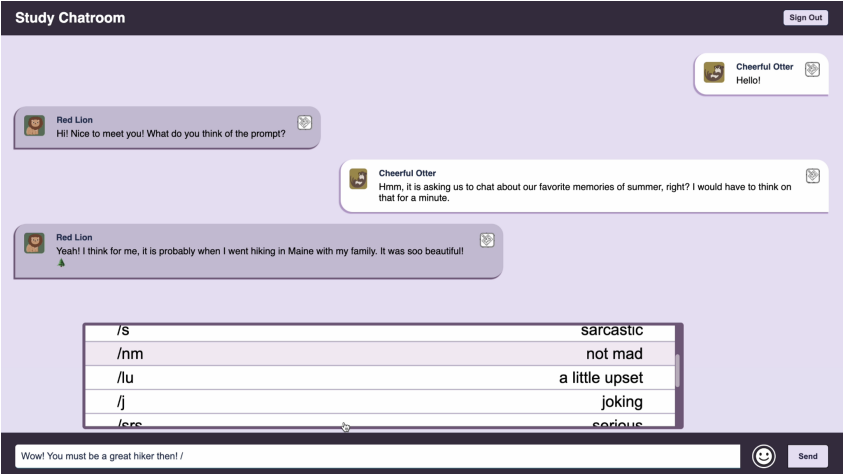 Study Chatroom
Sign Out
Cheerful Otter
Hello!
Red Lion
Hi! Nice to meet you! What do you think of the prompt?
Cheerful Otter
Hmm, it is asking us to chat about our favorite memories of summer, right? I would have to think on
that for a minute.
Red Lion
Yeah! I think for me, it is probably when I went hiking in Maine with my family. It was soo beautiful!
🌲
/s sarcastic
/nm not mad
/lu a little upset
/j joking
/srs serious
Wow! You must be a great hiker then! /
Send